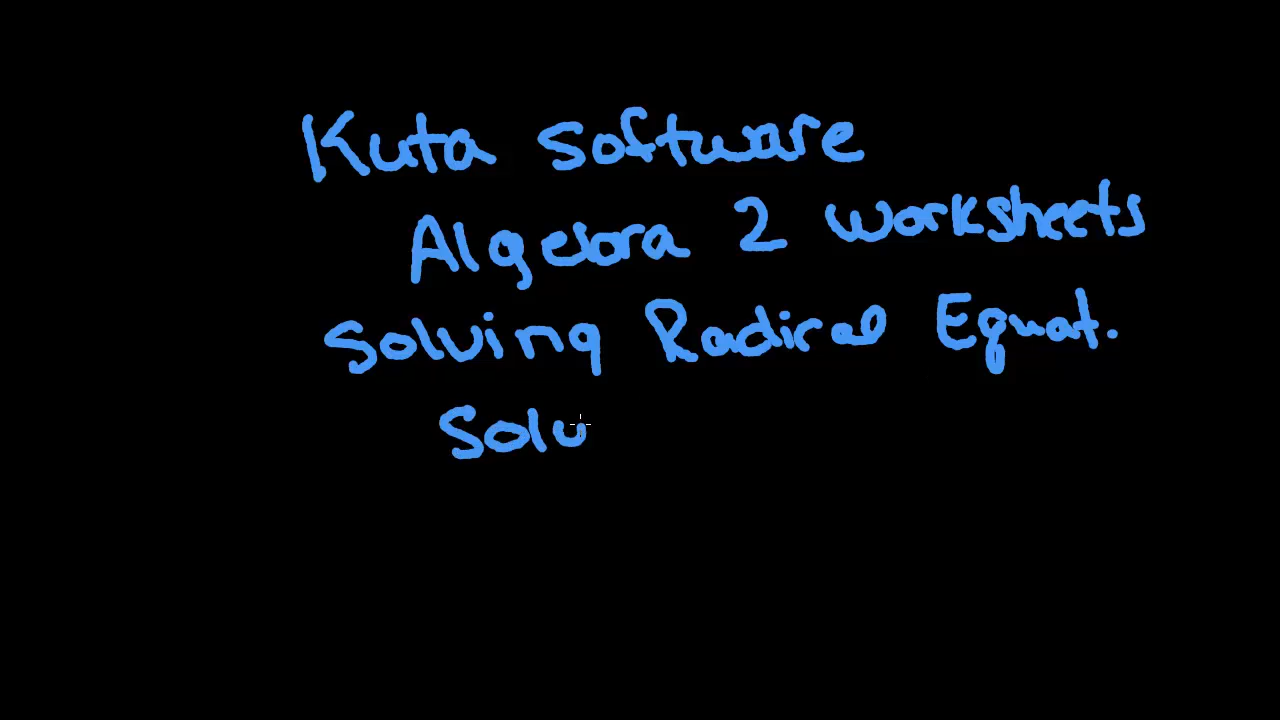 Kuta Software
Algebra 2 worksheets
Solving Radical Equat.
Solu